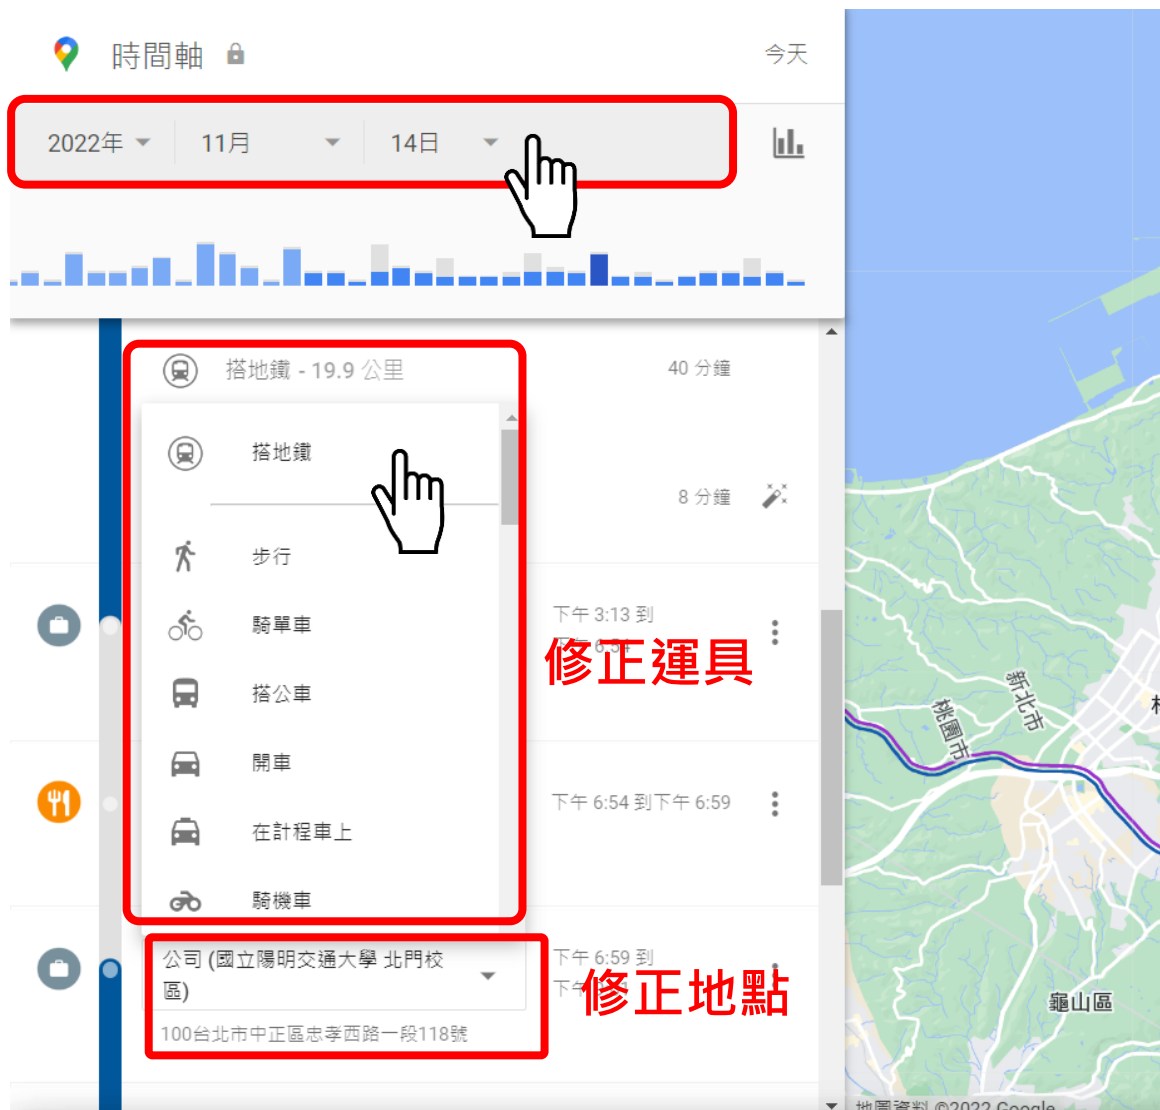 時間軸
今天
2022年
11月
14日
搭地鐵 - 19.9 公里
40 分鐘
搭地鐵
8 分鐘
步行
騎單車
下午 3:13 到
下午 6:54
修正運具
搭公車
開車
下午 6:54 到下午 6:59
在計程車上
騎機車
公司 (國立陽明交通大學 北門校
區)
下午 6:59 到
下午
修正地點
100台北市中正區忠孝西路一段118號
新北市
桃園市
龜山區
地圖資料 ©2022 Google